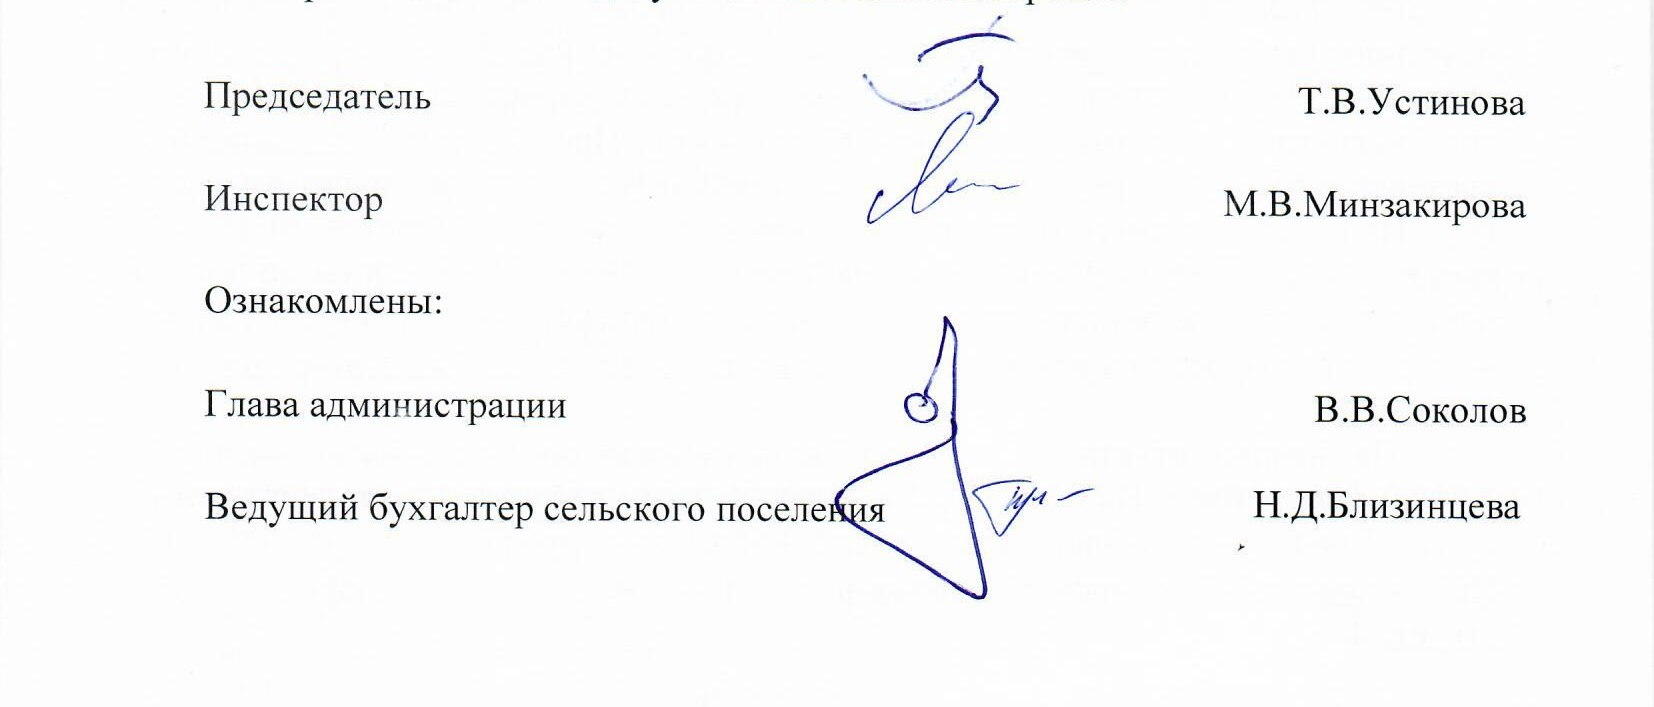 Председатель Т.В.Устинова
Инспектор М.В.Минзакирова
Ознакомлены:
Глава администрации В.В.Соколов
Ведущий бухгалтер сельского поселения Н.Д.Близинцева